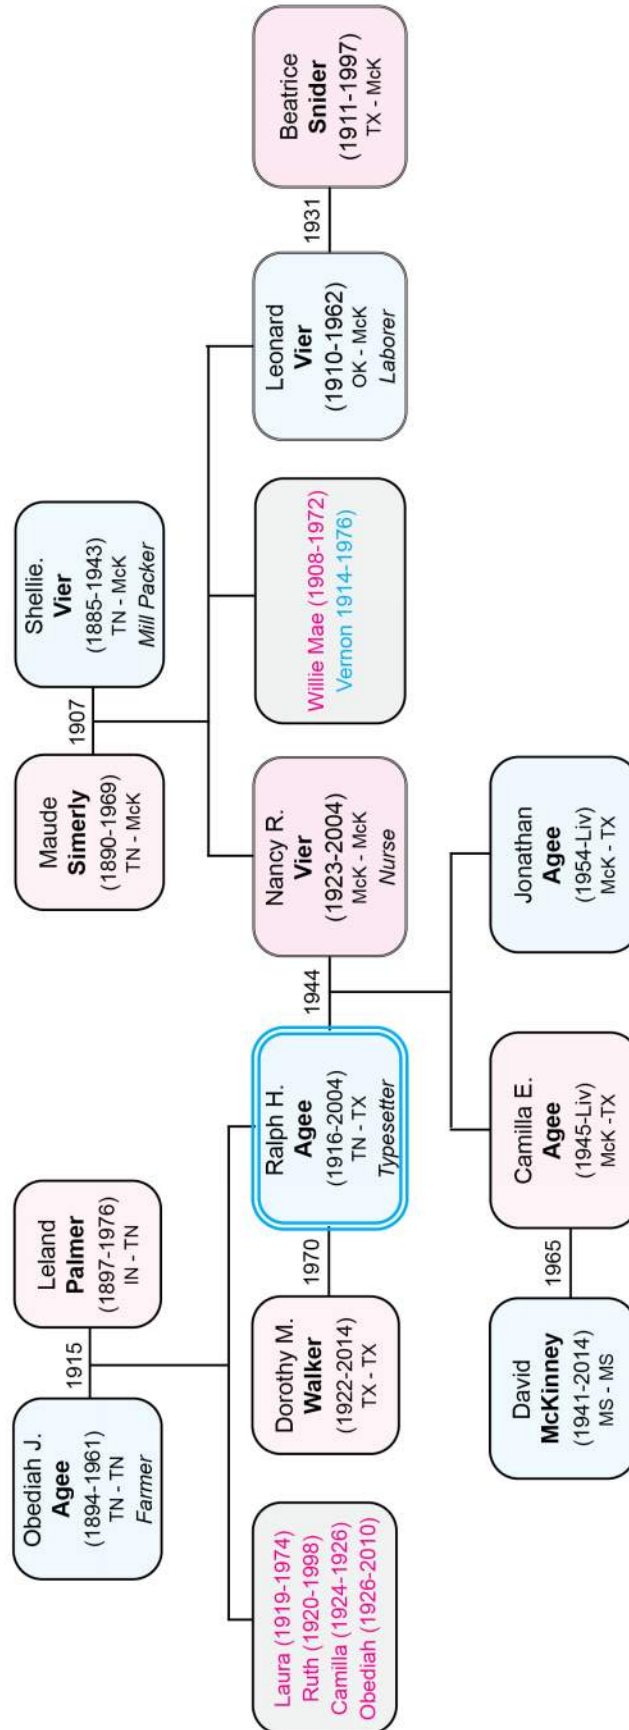 Obediah J.
Agee
(1894-1961)
TN - TN
Farmer
1915
Leland
Palmer
(1897-1976)
IN - TN
Maude
Simerly
(1890-1969)
TN - McK
1907
Shellie.
Vier
(1885-1943)
TN - McK
Mill Packer
Laura (1919-1974)
Ruth (1920-1998)
Camilla (1924-1926)
Obediah (1926-2010)
Dorothy M.
Walker
(1922-2014)
TX - TX
1970
Ralph H.
Agee
(1916-2004)
TN - TX
Typesetter
1944
Nancy R.
Vier
(1923-2004)
McK - McK
Nurse
Willie Mae (1908-1972)
Vernon 1914-1976)
Leonard
Vier
(1910-1962)
OK - McK
Laborer
1931
Beatrice
Snider
(1911-1997)
TX - McK
David
McKinney
(1941-2014)
MS - MS
1965
Camilla E.
Agee
(1945-Liv)
McK -TX
Jonathan
Agee
(1954-Liv)
McK - TX